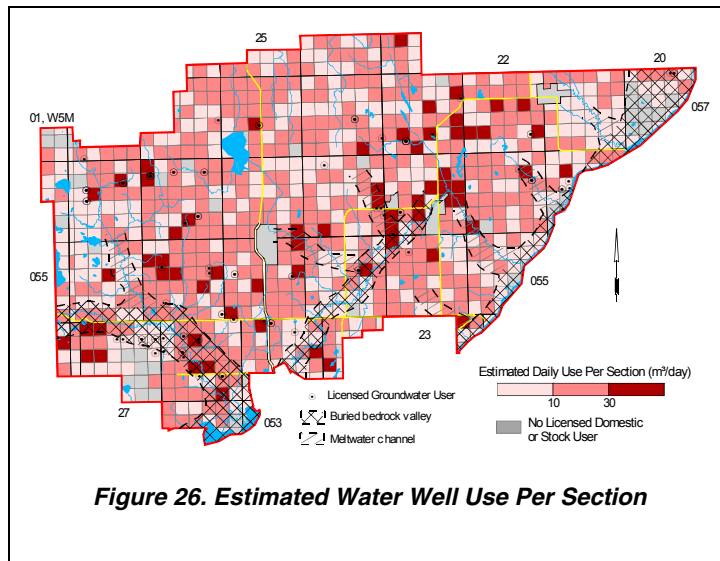 25
22
20
057
01, W5M
055
055
23
27
053
Estimated Daily Use Per Section (m³/day)
10 30
Licensed Groundwater User
Buried bedrock valley
Meltwater channel
No Licensed Domestic
or Stock User
Figure 26. Estimated Water Well Use Per Section